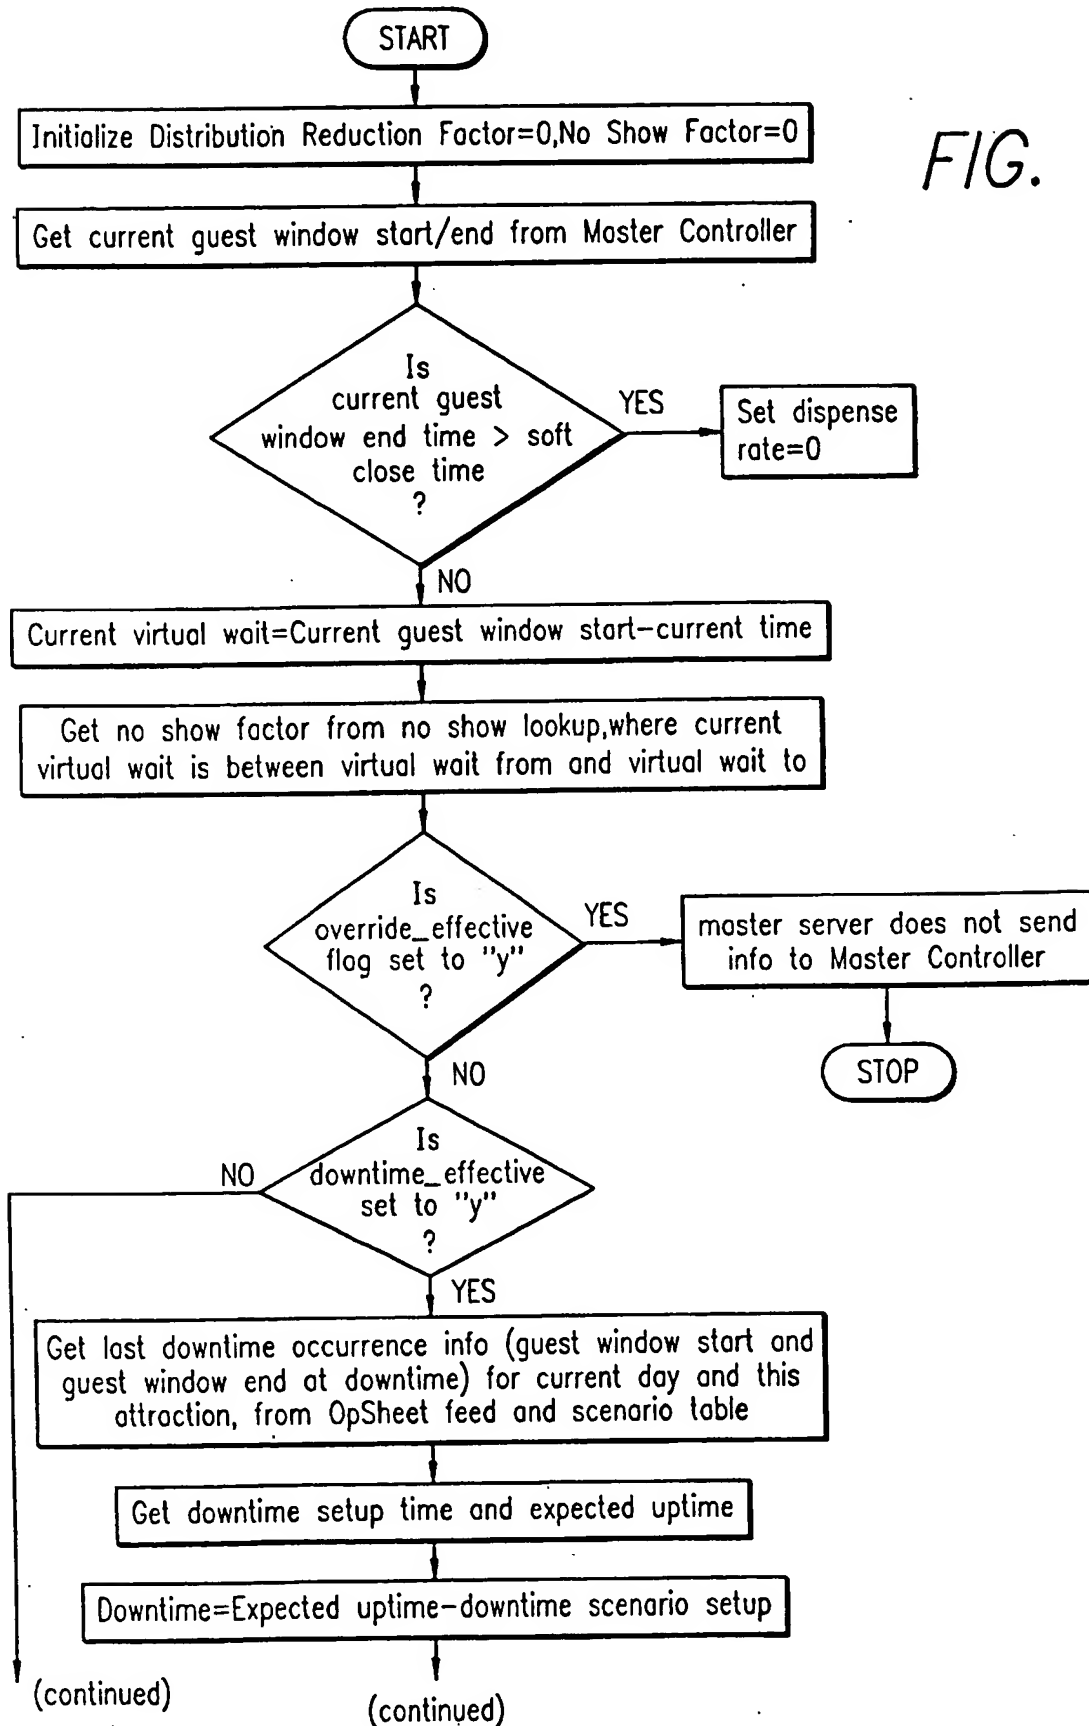 START
FIG.
Initialize Distribution Reduction Factor=0,No Show Factor=0
Get current guest window start/end from Master Controller
Is
current guest
window end time > soft
close time
?
YES
Set dispense
rate=0
NO
Current virtual wait=Current guest window start-current time
Get no show factor from no show lookup,where current
virtual wait is between virtual wait from and virtual wait to
Is
override_effective
flag set to "y"
?
YES
master server does not send
info to Master Controller
STOP
NO
Is
downtime_effective
set to "y"
?
NO
YES
Get last downtime occurrence info (guest window start and
guest window end at downtime) for current day and this
attraction, from OpSheet feed and scenario table
Get downtime setup time and expected uptime
Downtime=Expected uptime-downtime scenario setup
(continued)
(continued)